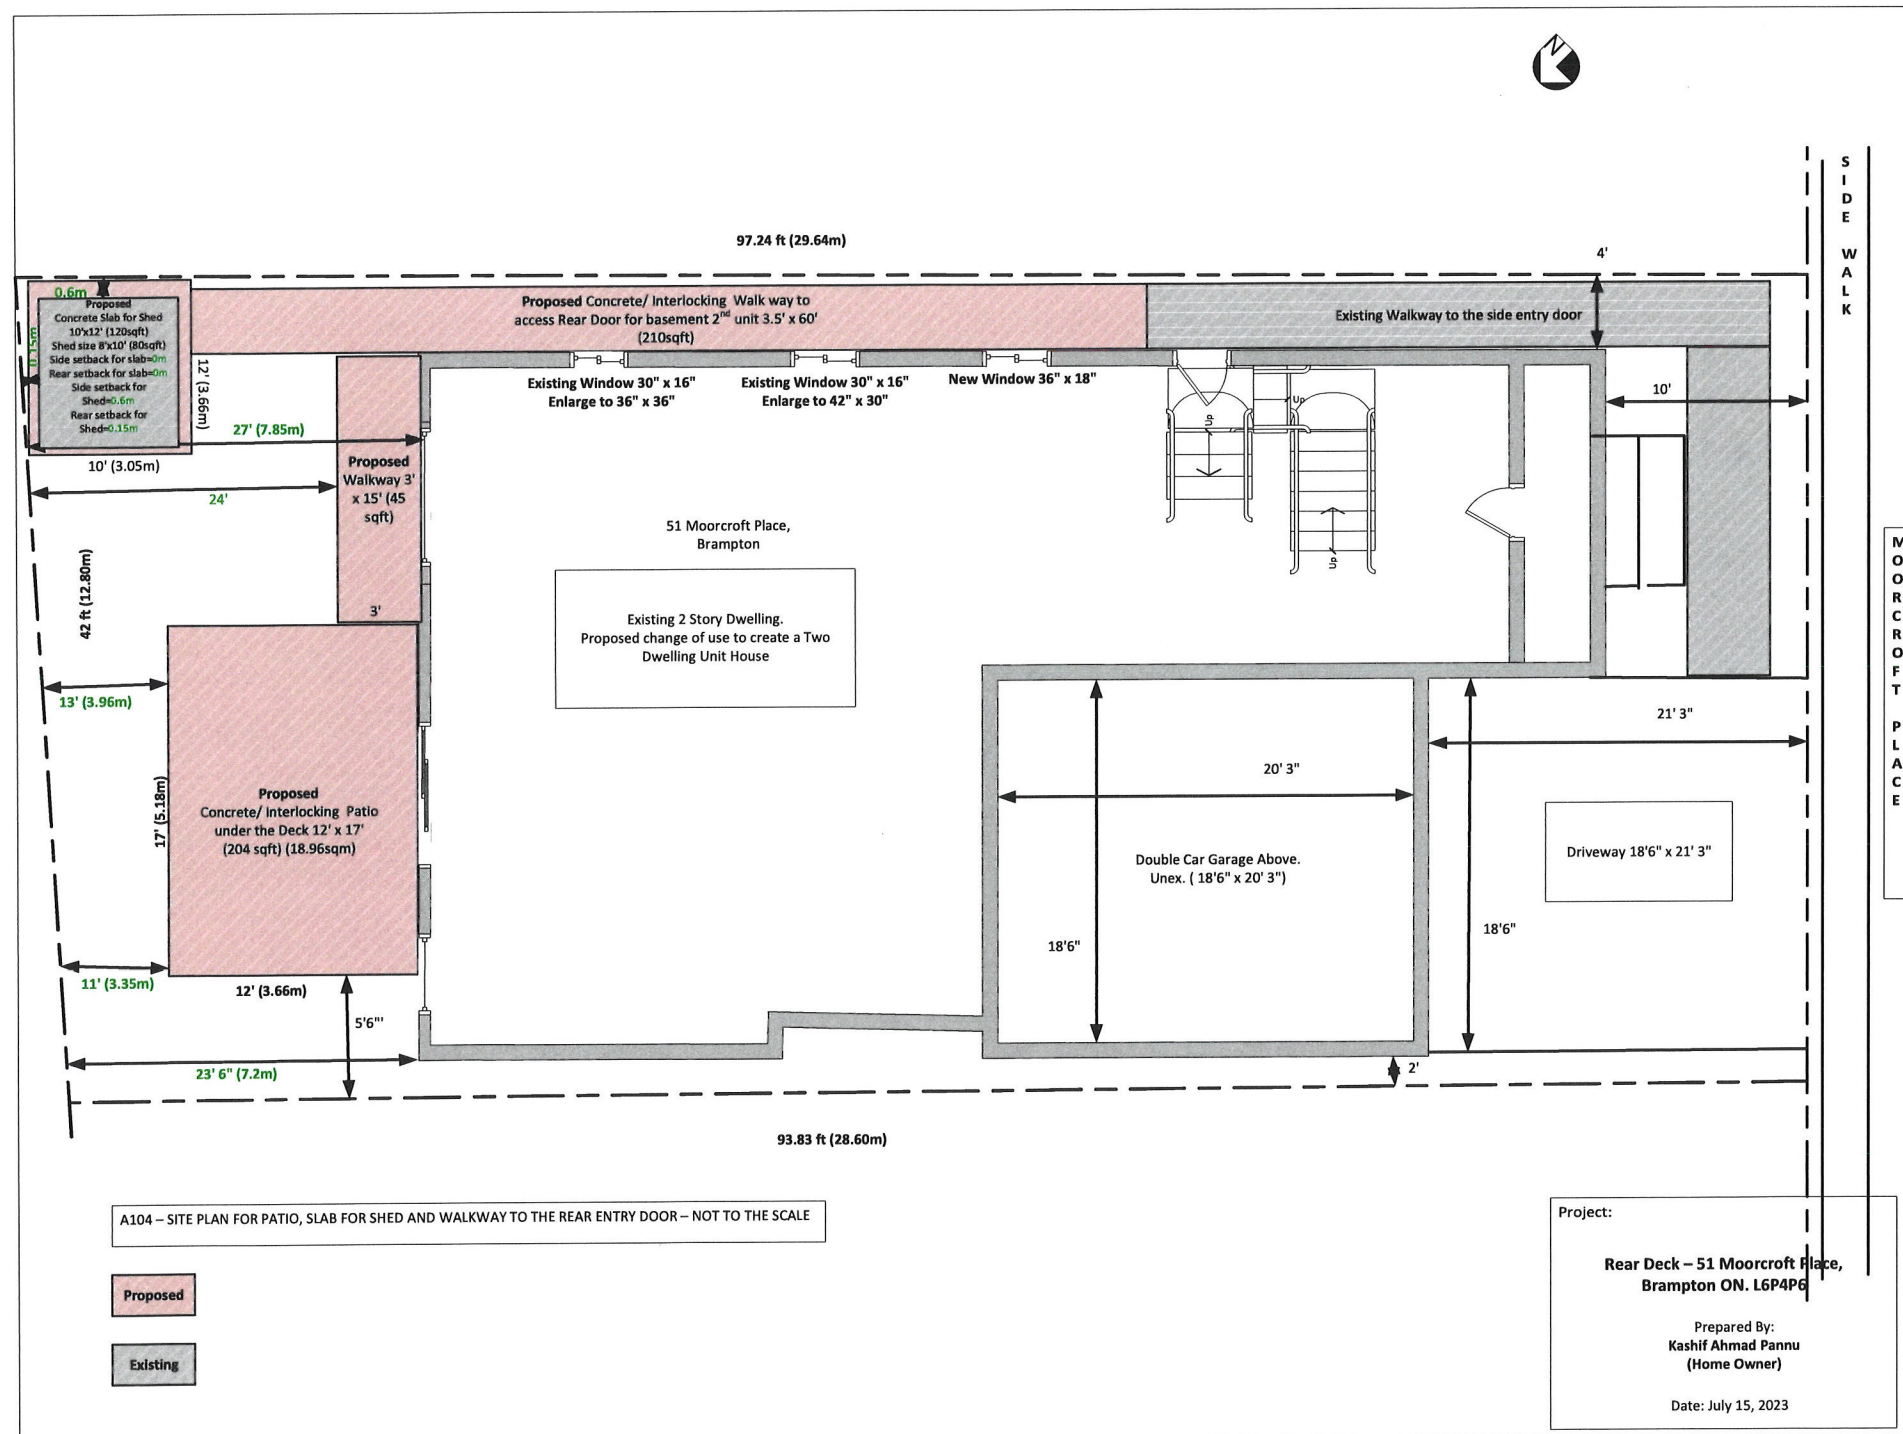 N
SIDE WALK
97.24 ft (29.64m)
4'
0.6m
0.15m
Proposed
Concrete Slab for Shed
10'x12' (120sqft)
Shed size 8'x10' (80sqft)
Side setback for slab=0m
Rear setback for slab=0m
Side setback for
Shed=0.6m
Rear setback for
Shed=0.15m
12' (3.66m)
10' (3.05m)
Proposed Concrete/ Interlocking Walk way to
access Rear Door for basement 2nd unit 3.5' x 60'
(210sqft)
Existing Walkway to the side entry door
Existing Window 30" x 16"
Enlarge to 36" x 36"
Existing Window 30" x 16"
Enlarge to 42" x 30"
New Window 36" x 18"
Up
Up
Up
10'
27' (7.85m)
24'
Proposed
Walkway 3'
x 15' (45
sqft)
3'
51 Moorcroft Place,
Brampton
Existing 2 Story Dwelling.
Proposed change of use to create a Two
Dwelling Unit House
42 ft (12.80m)
13' (3.96m)
17' (5.18m)
Proposed
Concrete/ Interlocking Patio
under the Deck 12' x 17'
(204 sqft) (18.96sqm)
11' (3.35m)
12' (3.66m)
5'6"'
23' 6" (7.2m)
20' 3"
Double Car Garage Above.
Unex. ( 18'6" x 20' 3")
18'6"
21' 3"
Driveway 18'6" x 21' 3"
18'6"
2'
MOORCROFT PLACE
93.83 ft (28.60m)
A104 – SITE PLAN FOR PATIO, SLAB FOR SHED AND WALKWAY TO THE REAR ENTRY DOOR – NOT TO THE SCALE
Proposed
Existing
Project:
Rear Deck – 51 Moorcroft Place,
Brampton ON. L6P4P6
Prepared By:
Kashif Ahmad Pannu
(Home Owner)
Date: July 15, 2023